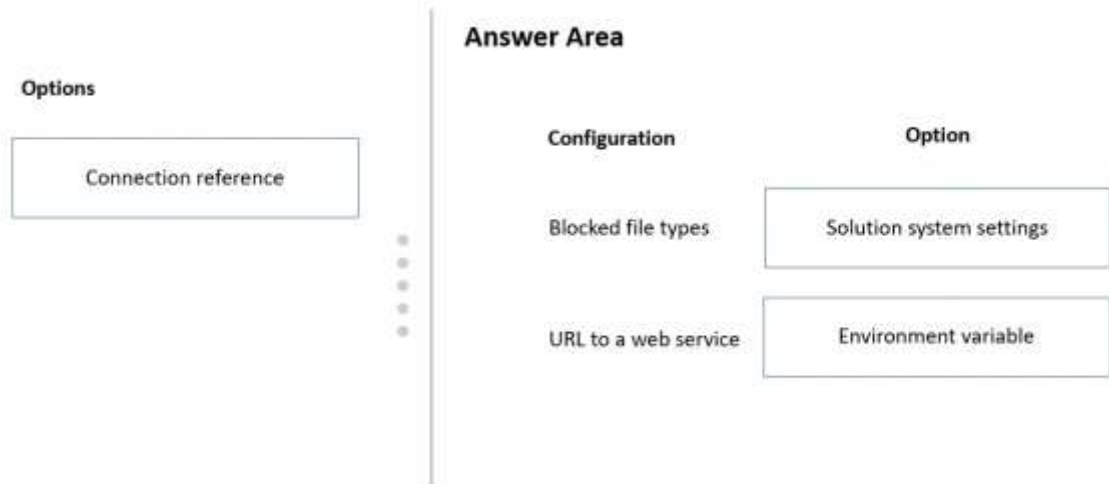 Answer Area
Options
Connection reference
Configuration
Option
Blocked file types
Solution system settings
URL to a web service
Environment variable